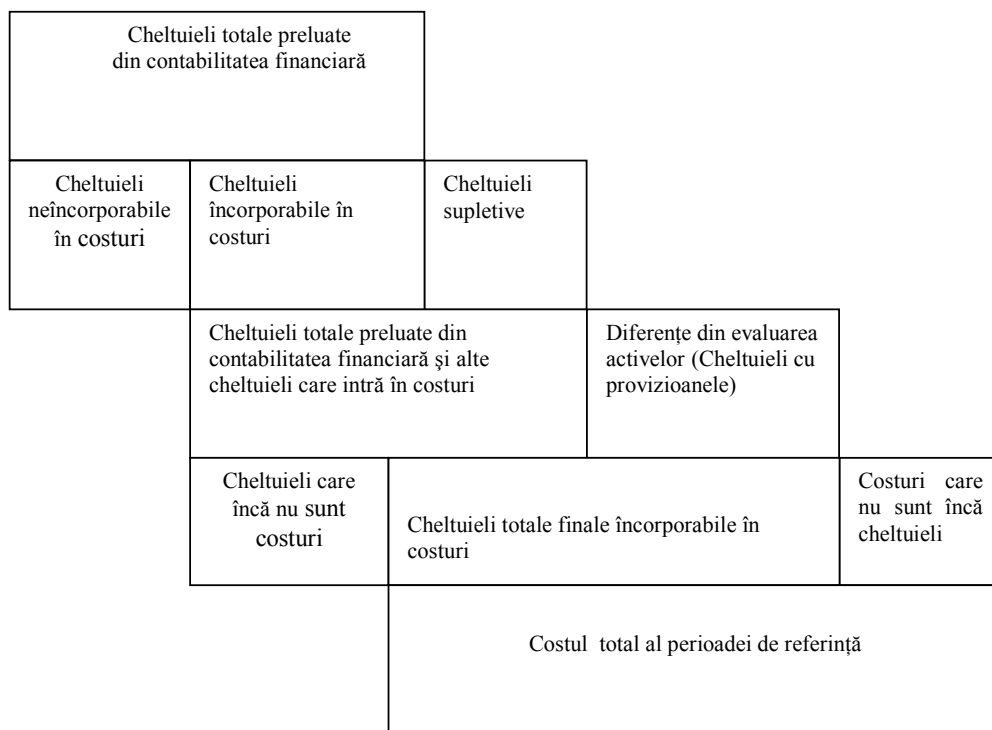 Cheltuieli totale preluate
din contabilitatea financiară
Cheltuieli
neîncorporabile
în costuri
Cheltuieli
încorporabile în
costuri
Cheltuieli
supletive
Cheltuieli totale preluate din
contabilitatea financiară şi alte
cheltuieli care intră în costuri
Diferențe din evaluarea
activelor (Cheltuieli cu
provizioanele)
Cheltuieli care
încă nu sunt
costuri
Cheltuieli totale finale încorporabile în
costuri
Costuri care
nu sunt încă
cheltuieli
Costul total al perioadei de referință